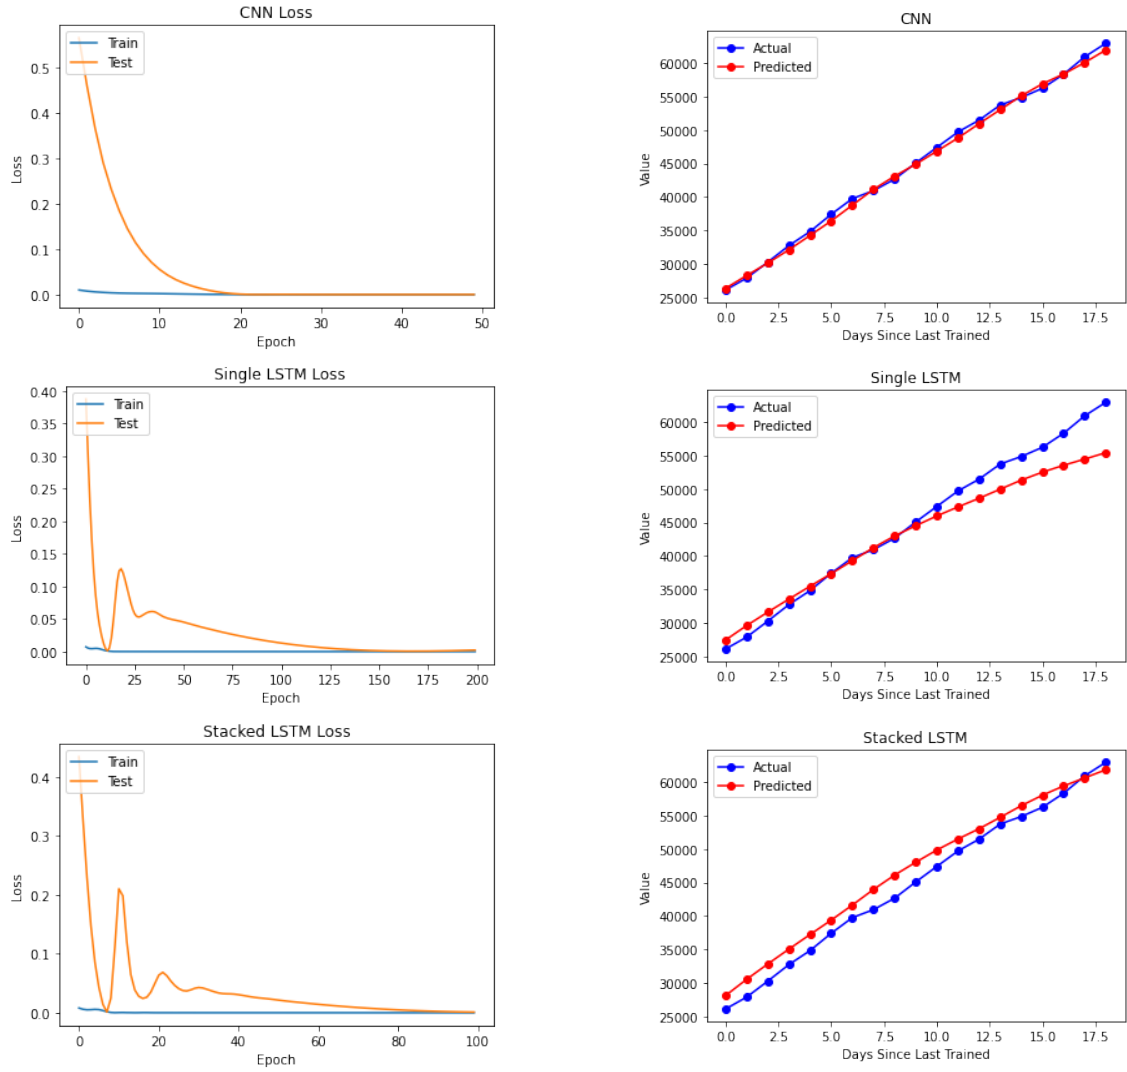 CNN Loss
Train
Test
0.5
0.4
0.3
0.2
0.1
0.0
Loss
0
10
20
30
40
50
Epoch
CNN
Actual
Predicted
60000
55000
50000
45000
40000
35000
30000
25000
Value
0.0
2.5
5.0
7.5
10.0
12.5
15.0
17.5
Days Since Last Trained
Single LSTM Loss
Train
Test
0.40
0.35
0.30
0.25
0.20
0.15
0.10
0.05
0.00
Loss
0
25
50
75
100
125
150
175
200
Epoch
Single LSTM
Actual
Predicted
60000
55000
50000
45000
40000
35000
30000
25000
Value
0.0
2.5
5.0
7.5
10.0
12.5
15.0
17.5
Days Since Last Trained
Stacked LSTM Loss
Train
Test
0.4
0.3
0.2
0.1
0.0
Loss
0
20
40
60
80
100
Epoch
Stacked LSTM
Actual
Predicted
60000
55000
50000
45000
40000
35000
30000
25000
Value
0.0
2.5
5.0
7.5
10.0
12.5
15.0
17.5
Days Since Last Trained